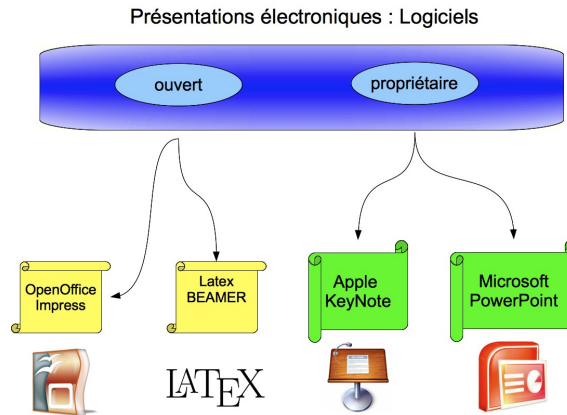 Présentations électroniques : Logiciels
ouvert
propriétaire
OpenOffice
Impress
Latex
BEAMER
Apple
KeyNote
Microsoft
PowerPoint
LATEX